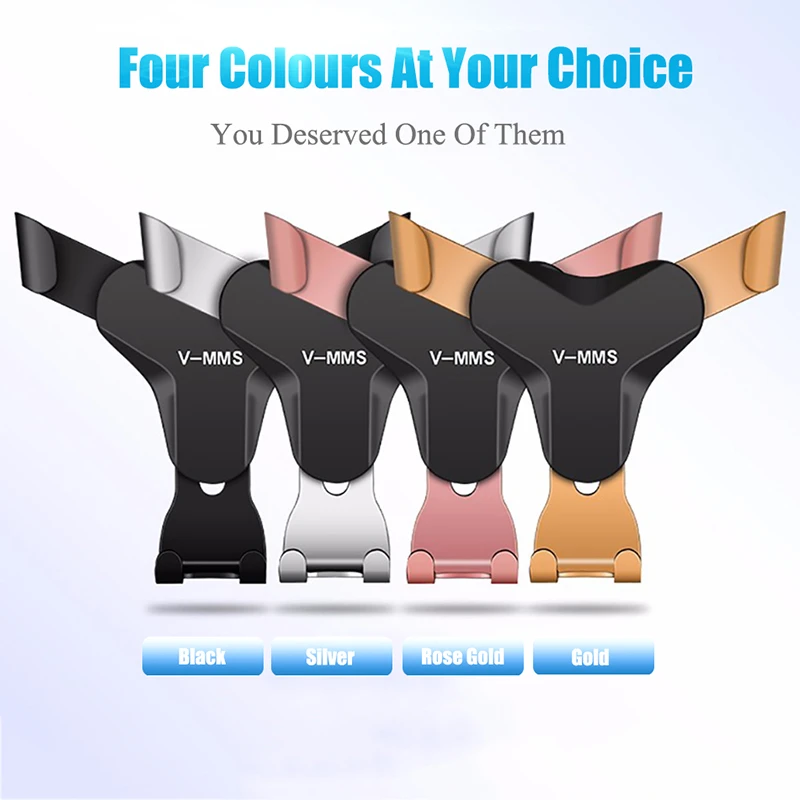 Four Colours At Your Choice
You Deserved One Of Them
V-MMS V-MMS V-MMS V-MMS
Black Silver Rose Gold Gold